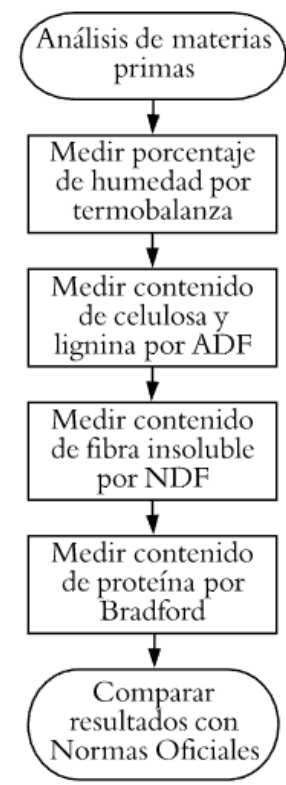 Análisis de materias
primas
Medir porcentaje
de humedad por
termobalanza
Medir contenido
de celulosa y
lignina por ADF
Medir contenido
de fibra insoluble
por NDF
Medir contenido
de proteína por
Bradford
Comparar
resultados con
Normas Oficiales